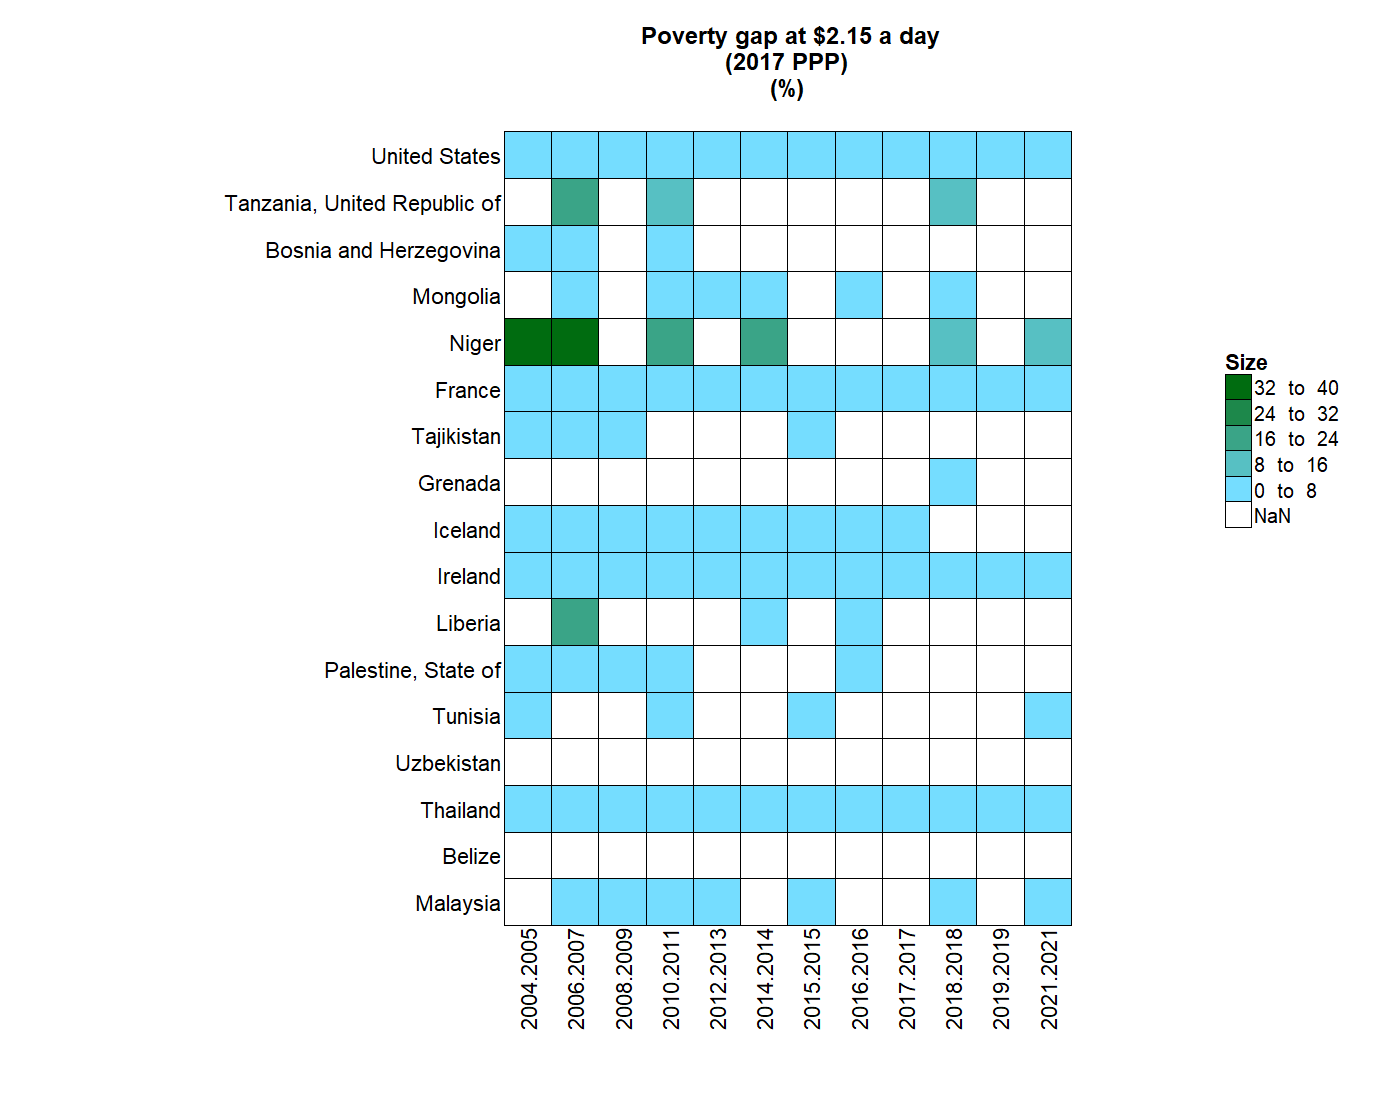 Poverty gap at $2.15 a day
(2017 PPP)
(%)
United States
Tanzania, United Republic of
Bosnia and Herzegovina
Mongolia
Niger
France
Tajikistan
Grenada
Iceland
Ireland
Liberia
Palestine, State of
Tunisia
Uzbekistan
Thailand
Belize
Malaysia
2004.2005
2006.2007
2008.2009
2010.2011
2012.2013
2014.2014
2015.2015
2016.2016
2017.2017
2018.2018
2019.2019
2021.2021
Size
32 to 40
24 to 32
16 to 24
8 to 16
0 to 8
NaN